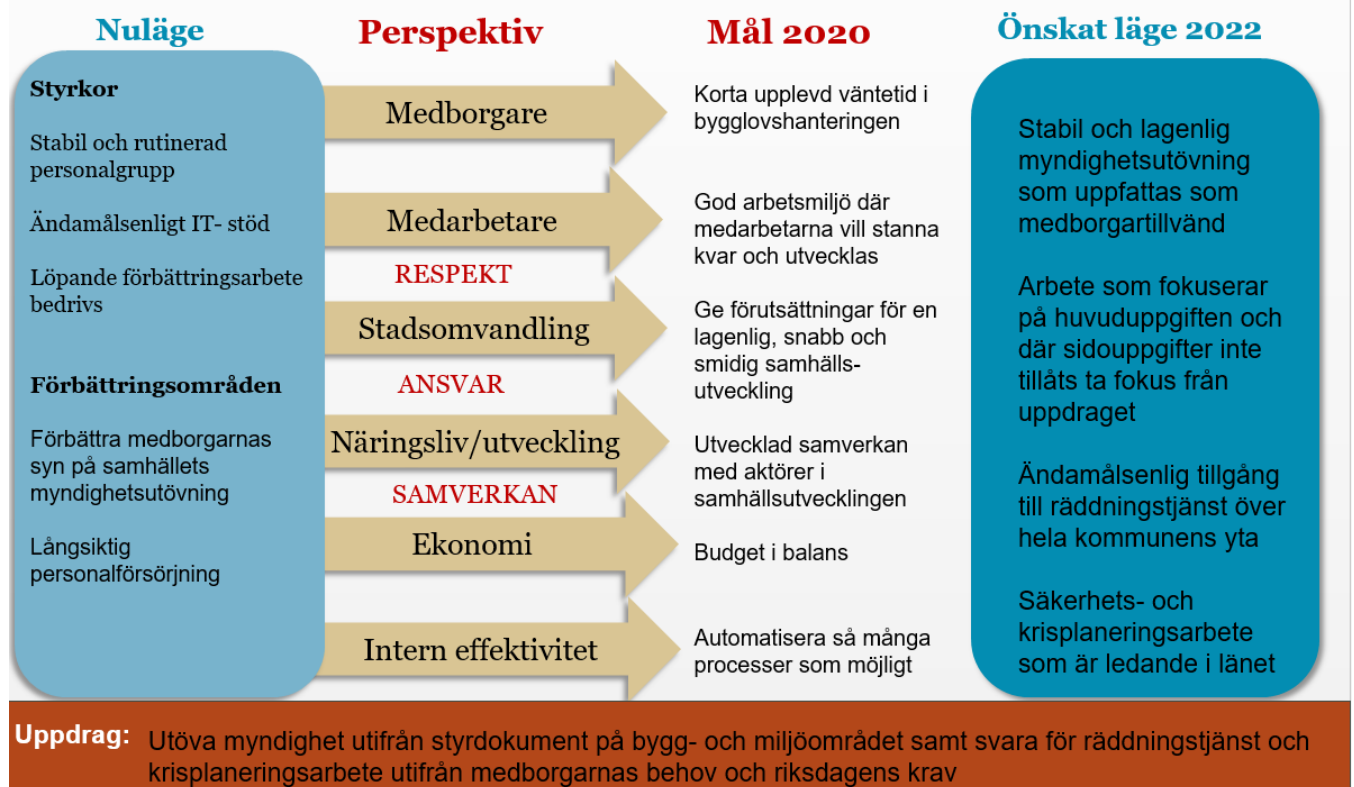 Nuläge
Perspektiv
Mål 2020
Önskat läge 2022
Styrkor
Stabil och rutinerad
personalgrupp
Ändamålsenligt IT- stöd
Löpande förbättringsarbete
bedrivs
Förbättringsområden
Förbättra medborgarnas
syn på samhällets
myndighetsutövning
Långsiktig
personalförsörjning
Medborgare
Medarbetare
RESPEKT
Stadsomvandling
ANSVAR
Näringsliv/utveckling
SAMVERKAN
Ekonomi
Intern effektivitet
Korta upplevd väntetid i
bygglovshanteringen
God arbetsmiljö där
medarbetarna vill stanna
kvar och utvecklas
Ge förutsättningar för en
lagenlig, snabb och
smidig samhälls-
utveckling
Utvecklad samverkan
med aktörer i
samhällsutvecklingen
Budget i balans
Automatisera så många
processer som möjligt
Stabil och lagenlig
myndighetsutövning
som uppfattas som
medborgartillvänd
Arbete som fokuserar
på huvuduppgiften och
där sidouppgifter inte
tillåts ta fokus från
uppdraget
Ändamålsenlig tillgång
till räddningstjänst över
hela kommunens yta
Säkerhets- och
krisplaneringsarbete
som är ledande i länet
Uppdrag: Utöva myndighet utifrån styrdokument på bygg- och miljöområdet samt svara för räddningstjänst och
krisplaneringsarbete utifrån medborgarnas behov och riksdagens krav